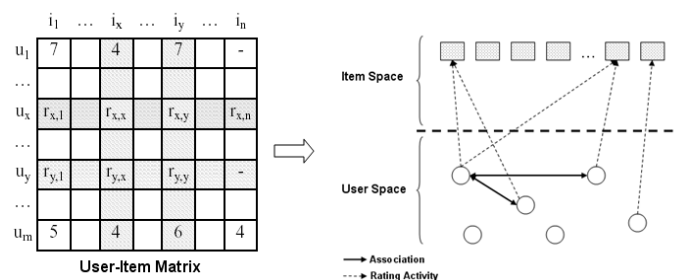 i1 … ix … iy … in
u1 7 4 7 -
…
ux rx,1 rx,x rx,y rx,n
…
uy ry,1 ry,x ry,y -
…
um 5 4 6 4
User-Item Matrix
Item Space
...
User Space
Association
Rating Activity